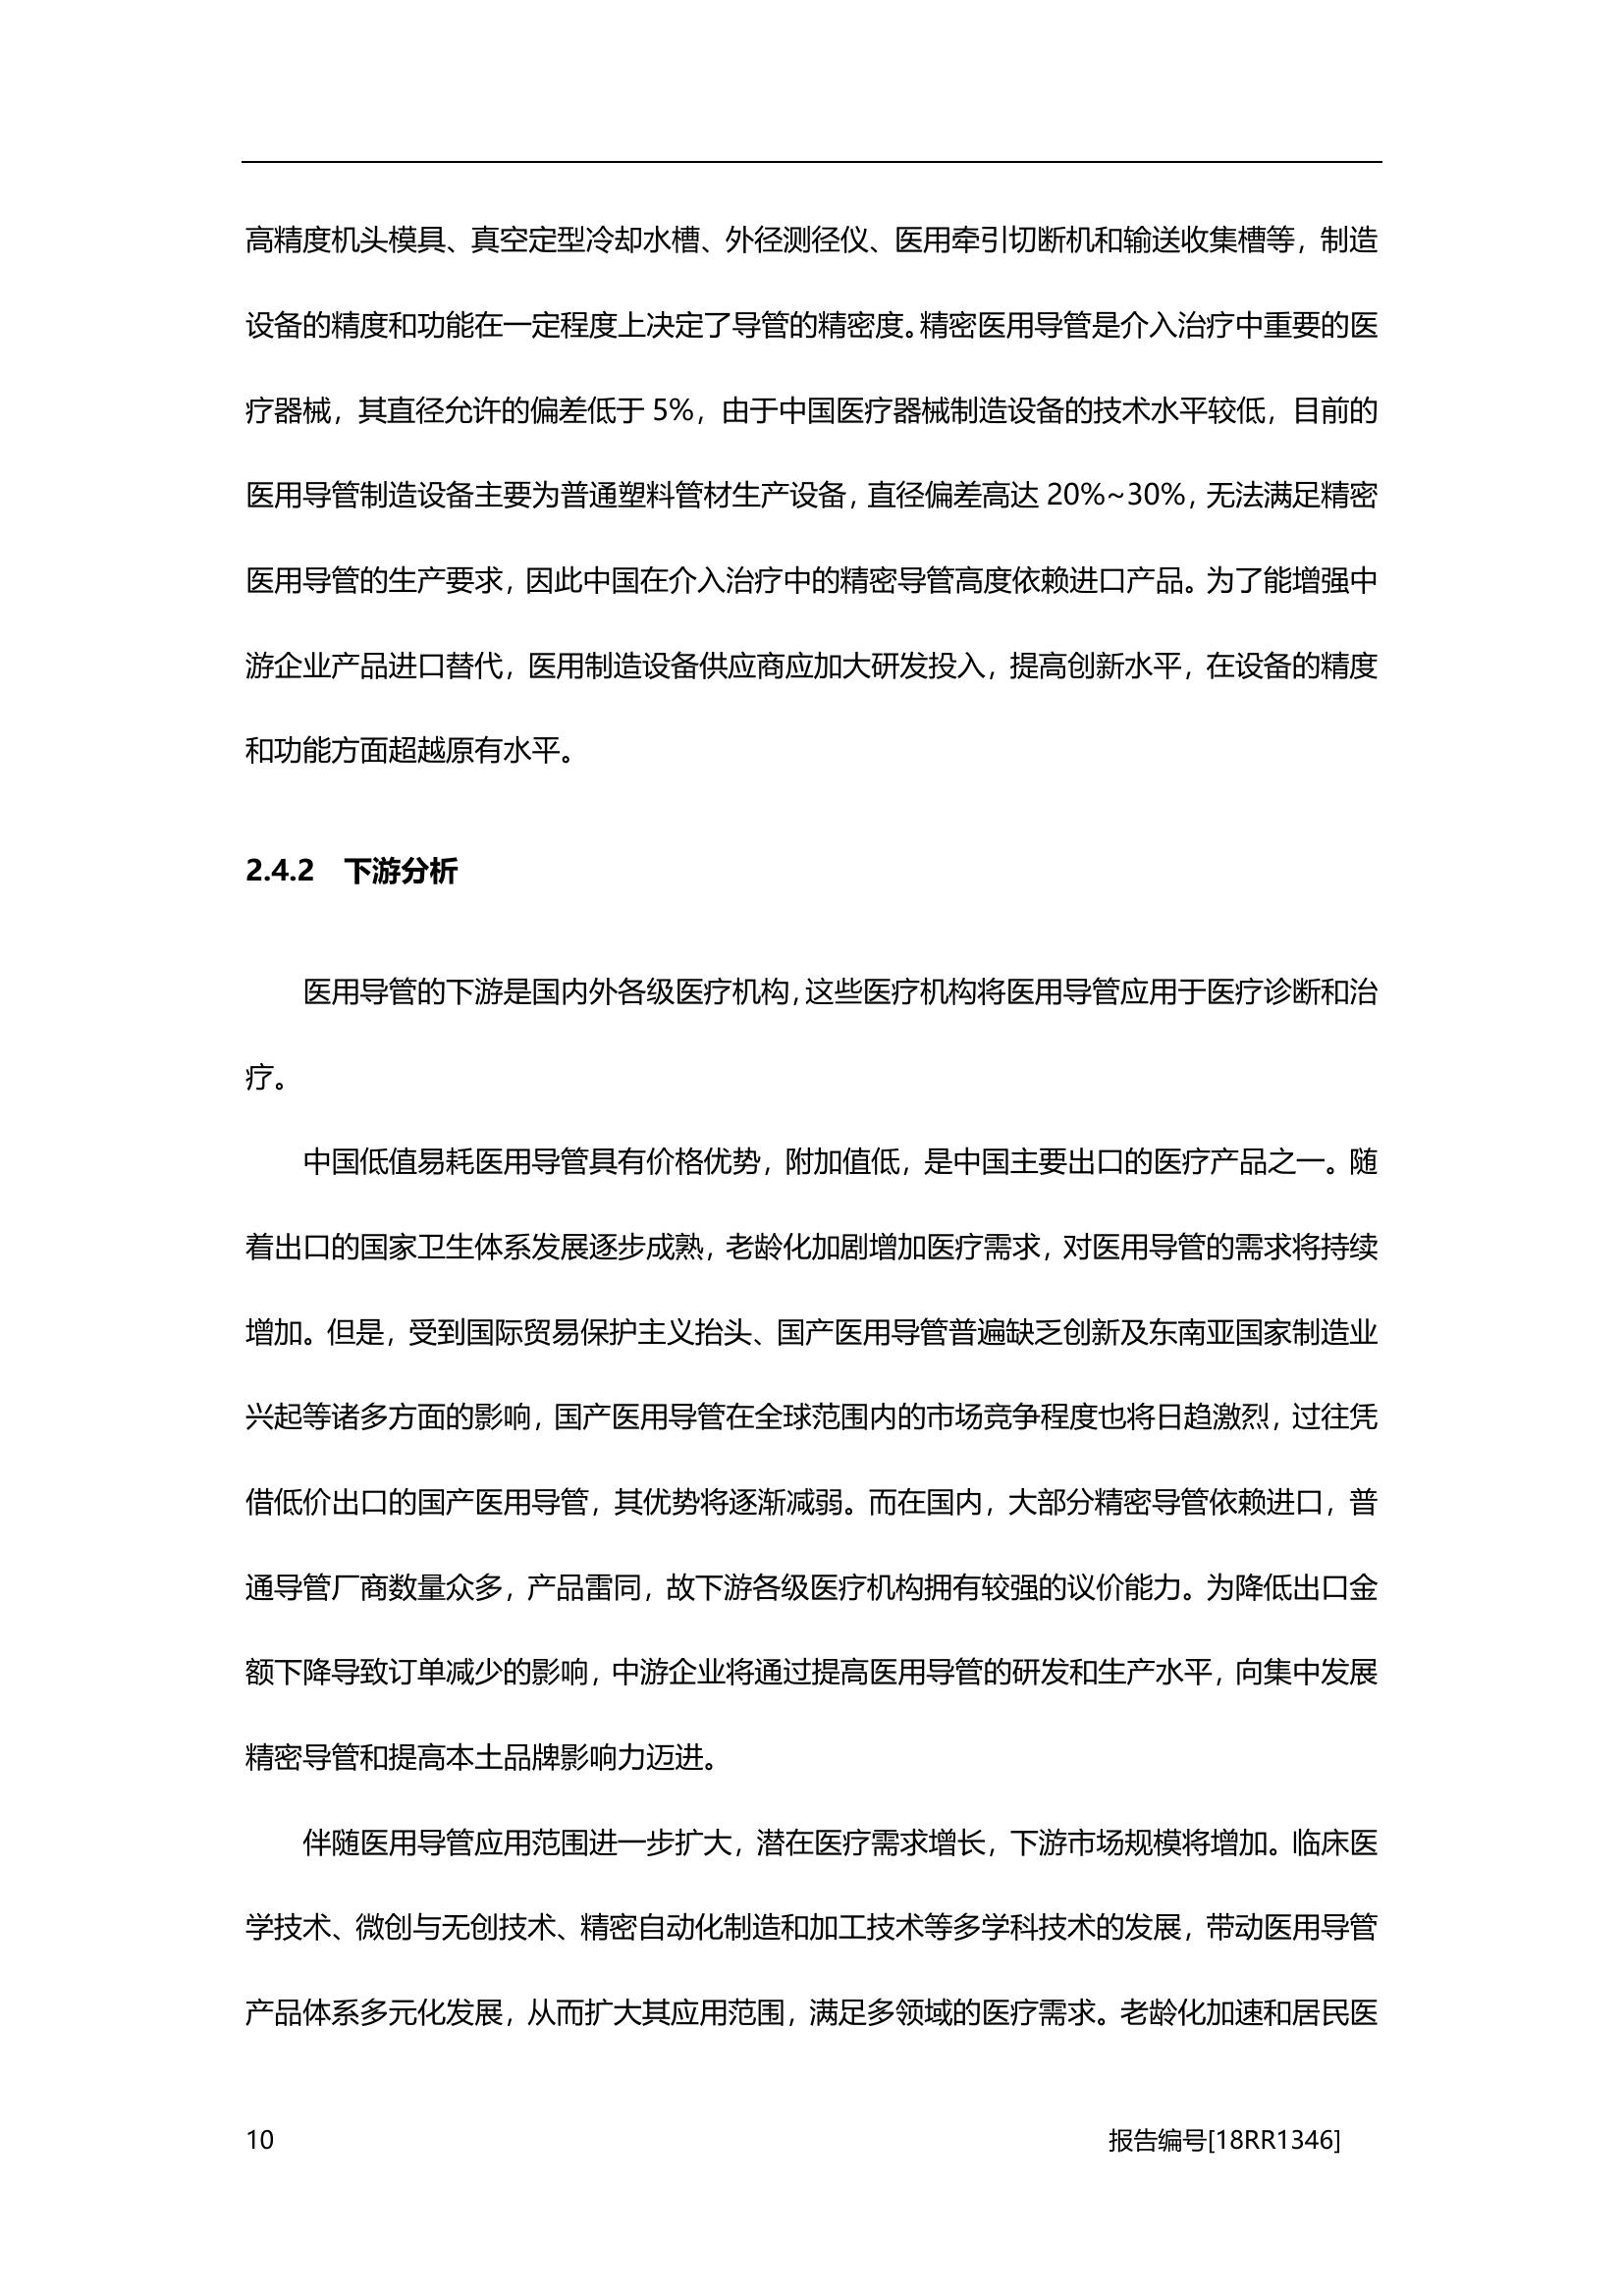 高精度机头模具、真空定型冷却水槽、外径测径仪、医用牵引切断机和输送收集槽等，制造
设备的精度和功能在一定程度上决定了导管的精密度。精密医用导管是介入治疗中重要的医
疗器械，其直径允许的偏差低于 5%，由于中国医疗器械制造设备的技术水平较低，目前的
医用导管制造设备主要为普通塑料管材生产设备，直径偏差高达 20%~30%，无法满足精密
医用导管的生产要求，因此中国在介入治疗中的精密导管高度依赖进口产品。为了能增强中
游企业产品进口替代，医用制造设备供应商应加大研发投入，提高创新水平，在设备的精度
和功能方面超越原有水平。
2.4.2 下游分析
医用导管的下游是国内外各级医疗机构，这些医疗机构将医用导管应用于医疗诊断和治
疗。
中国低值易耗医用导管具有价格优势，附加值低，是中国主要出口的医疗产品之一。随
着出口的国家卫生体系发展逐步成熟，老龄化加剧增加医疗需求，对医用导管的需求将持续
增加。但是，受到国际贸易保护主义抬头、国产医用导管普遍缺乏创新及东南亚国家制造业
兴起等诸多方面的影响，国产医用导管在全球范围内的市场竞争程度也将日趋激烈，过往凭
借低价出口的国产医用导管，其优势将逐渐减弱。而在国内，大部分精密导管依赖进口，普
通导管厂商数量众多，产品雷同，故下游各级医疗机构拥有较强的议价能力。为降低出口金
额下降导致订单减少的影响，中游企业将通过提高医用导管的研发和生产水平，向集中发展
精密导管和提高本土品牌影响力迈进。
伴随医用导管应用范围进一步扩大，潜在医疗需求增长，下游市场规模将增加。临床医
学技术、微创与无创技术、精密自动化制造和加工技术等多学科技术的发展，带动医用导管
产品体系多元化发展，从而扩大其应用范围，满足多领域的医疗需求。老龄化加速和居民医
10 报告编号[18RR1346]